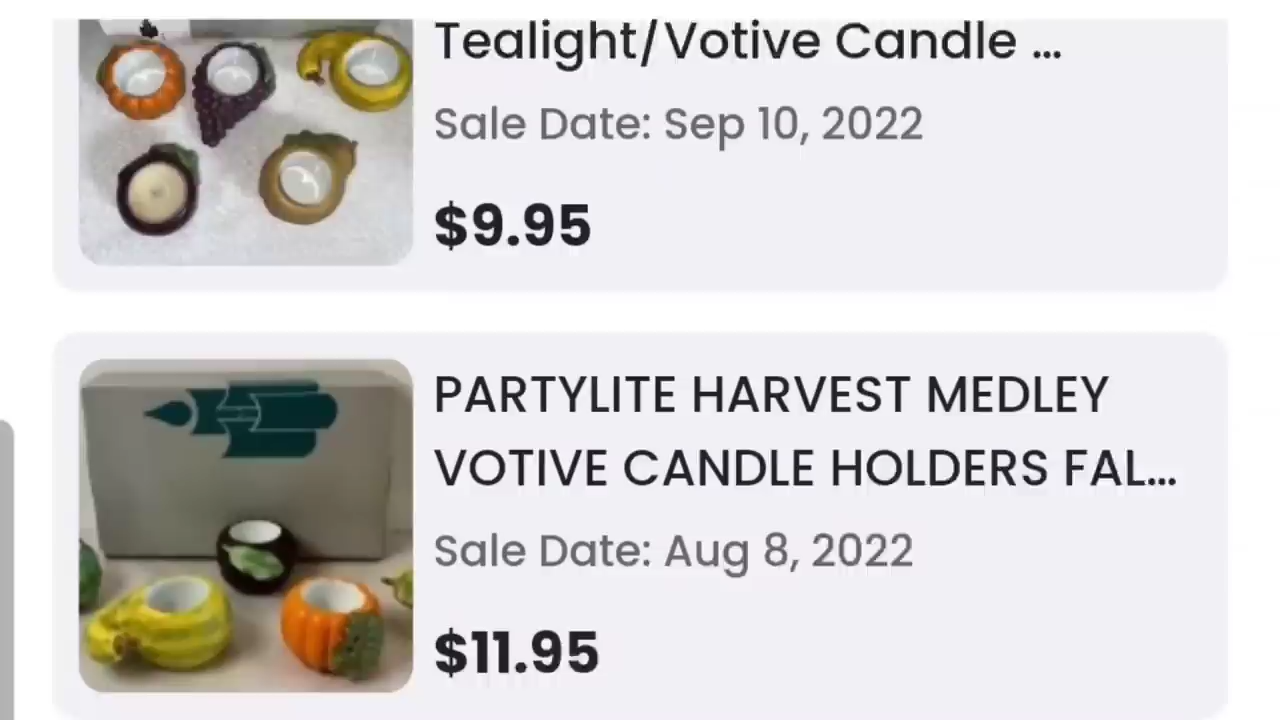 Tealight/Votive Candle ...
Sale Date: Sep 10, 2022
$9.95
PARTYLITE HARVEST MEDLEY
VOTIVE CANDLE HOLDERS FAL...
Sale Date: Aug 8, 2022
$11.95